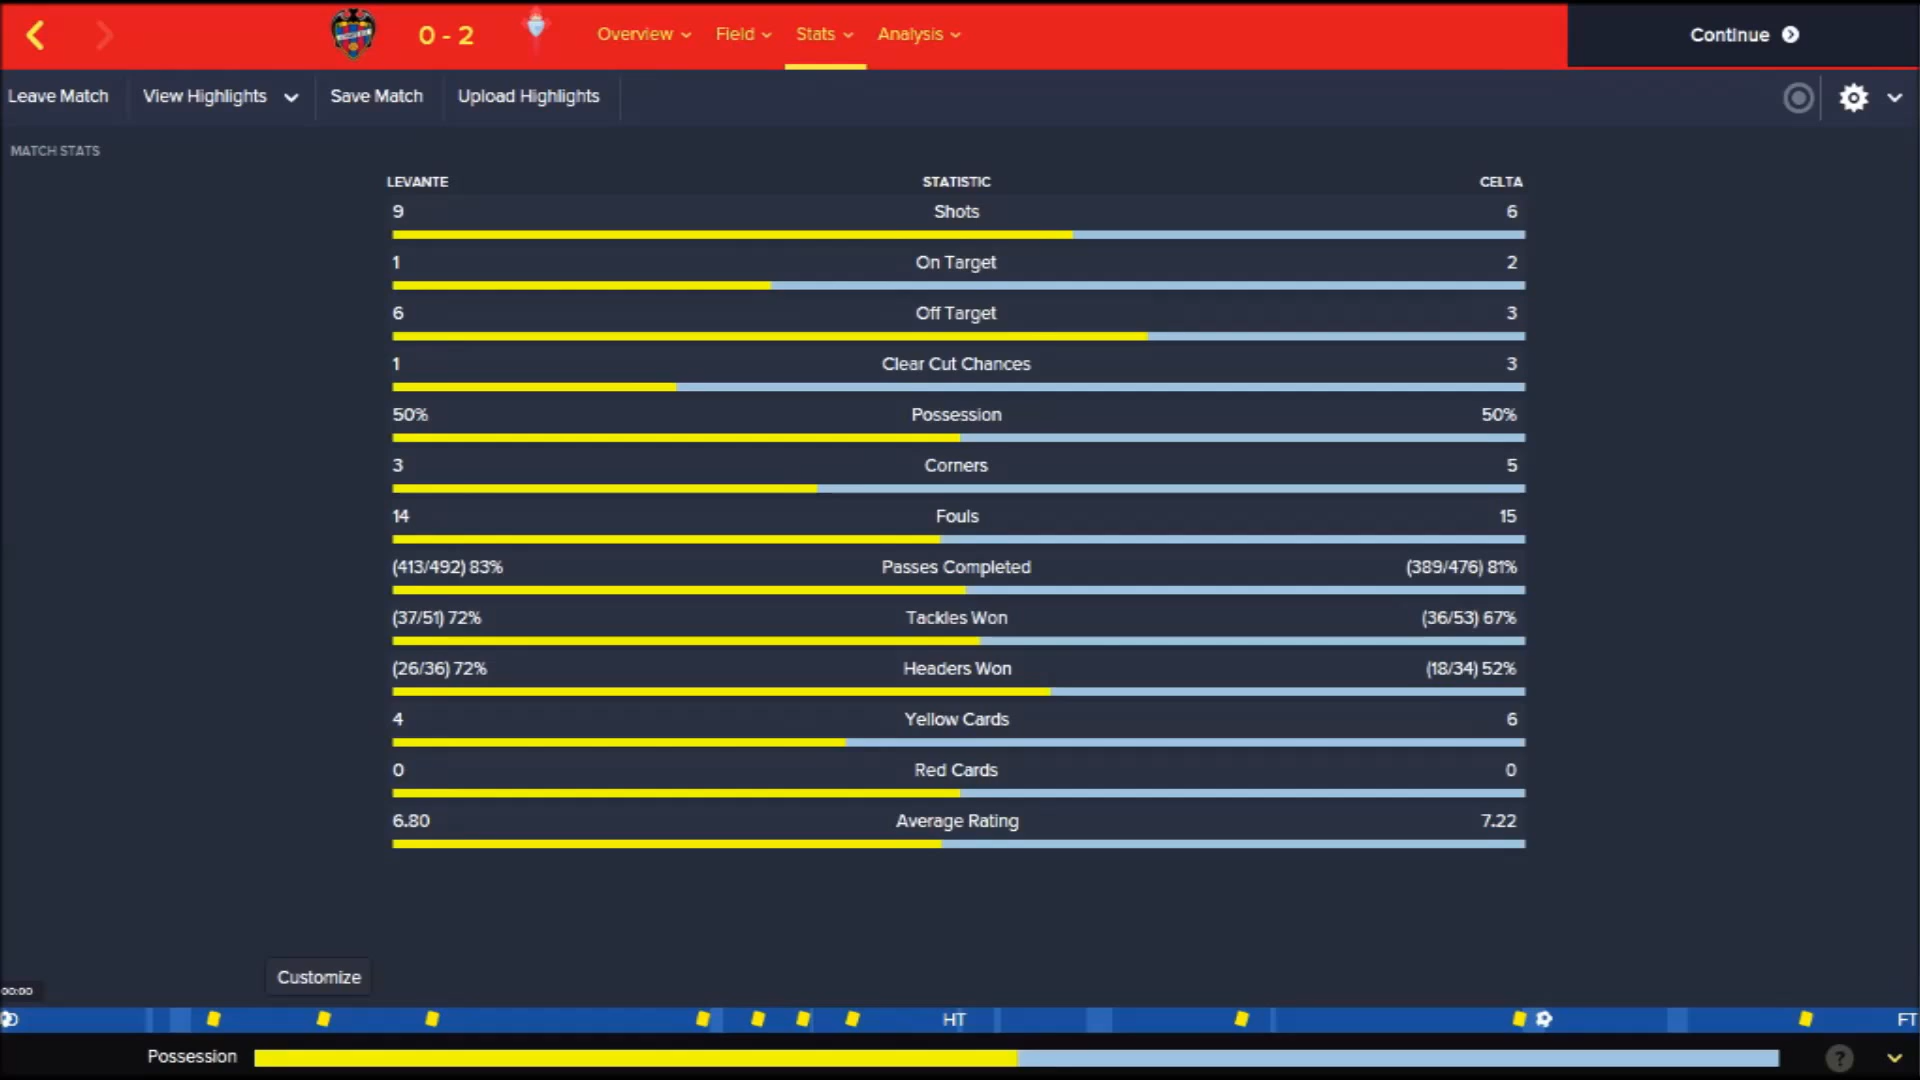 0 - 2
Overview
Field
Stats
Analysis
Continue
Leave Match
View Highlights
Save Match
Upload Highlights
MATCH STATS
LEVANTE STATISTIC CELTA
9 Shots 6
1 On Target 2
6 Off Target 3
1 Clear Cut Chances 3
50% Possession 50%
3 Corners 5
14 Fouls 15
(413/492) 83% Passes Completed (389/476) 81%
(37/51) 72% Tackles Won (36/53) 67%
(26/36) 72% Headers Won (18/34) 52%
4 Yellow Cards 6
0 Red Cards 0
6.80 Average Rating 7.22
Customize
00:00
HT
FT
Possession
?